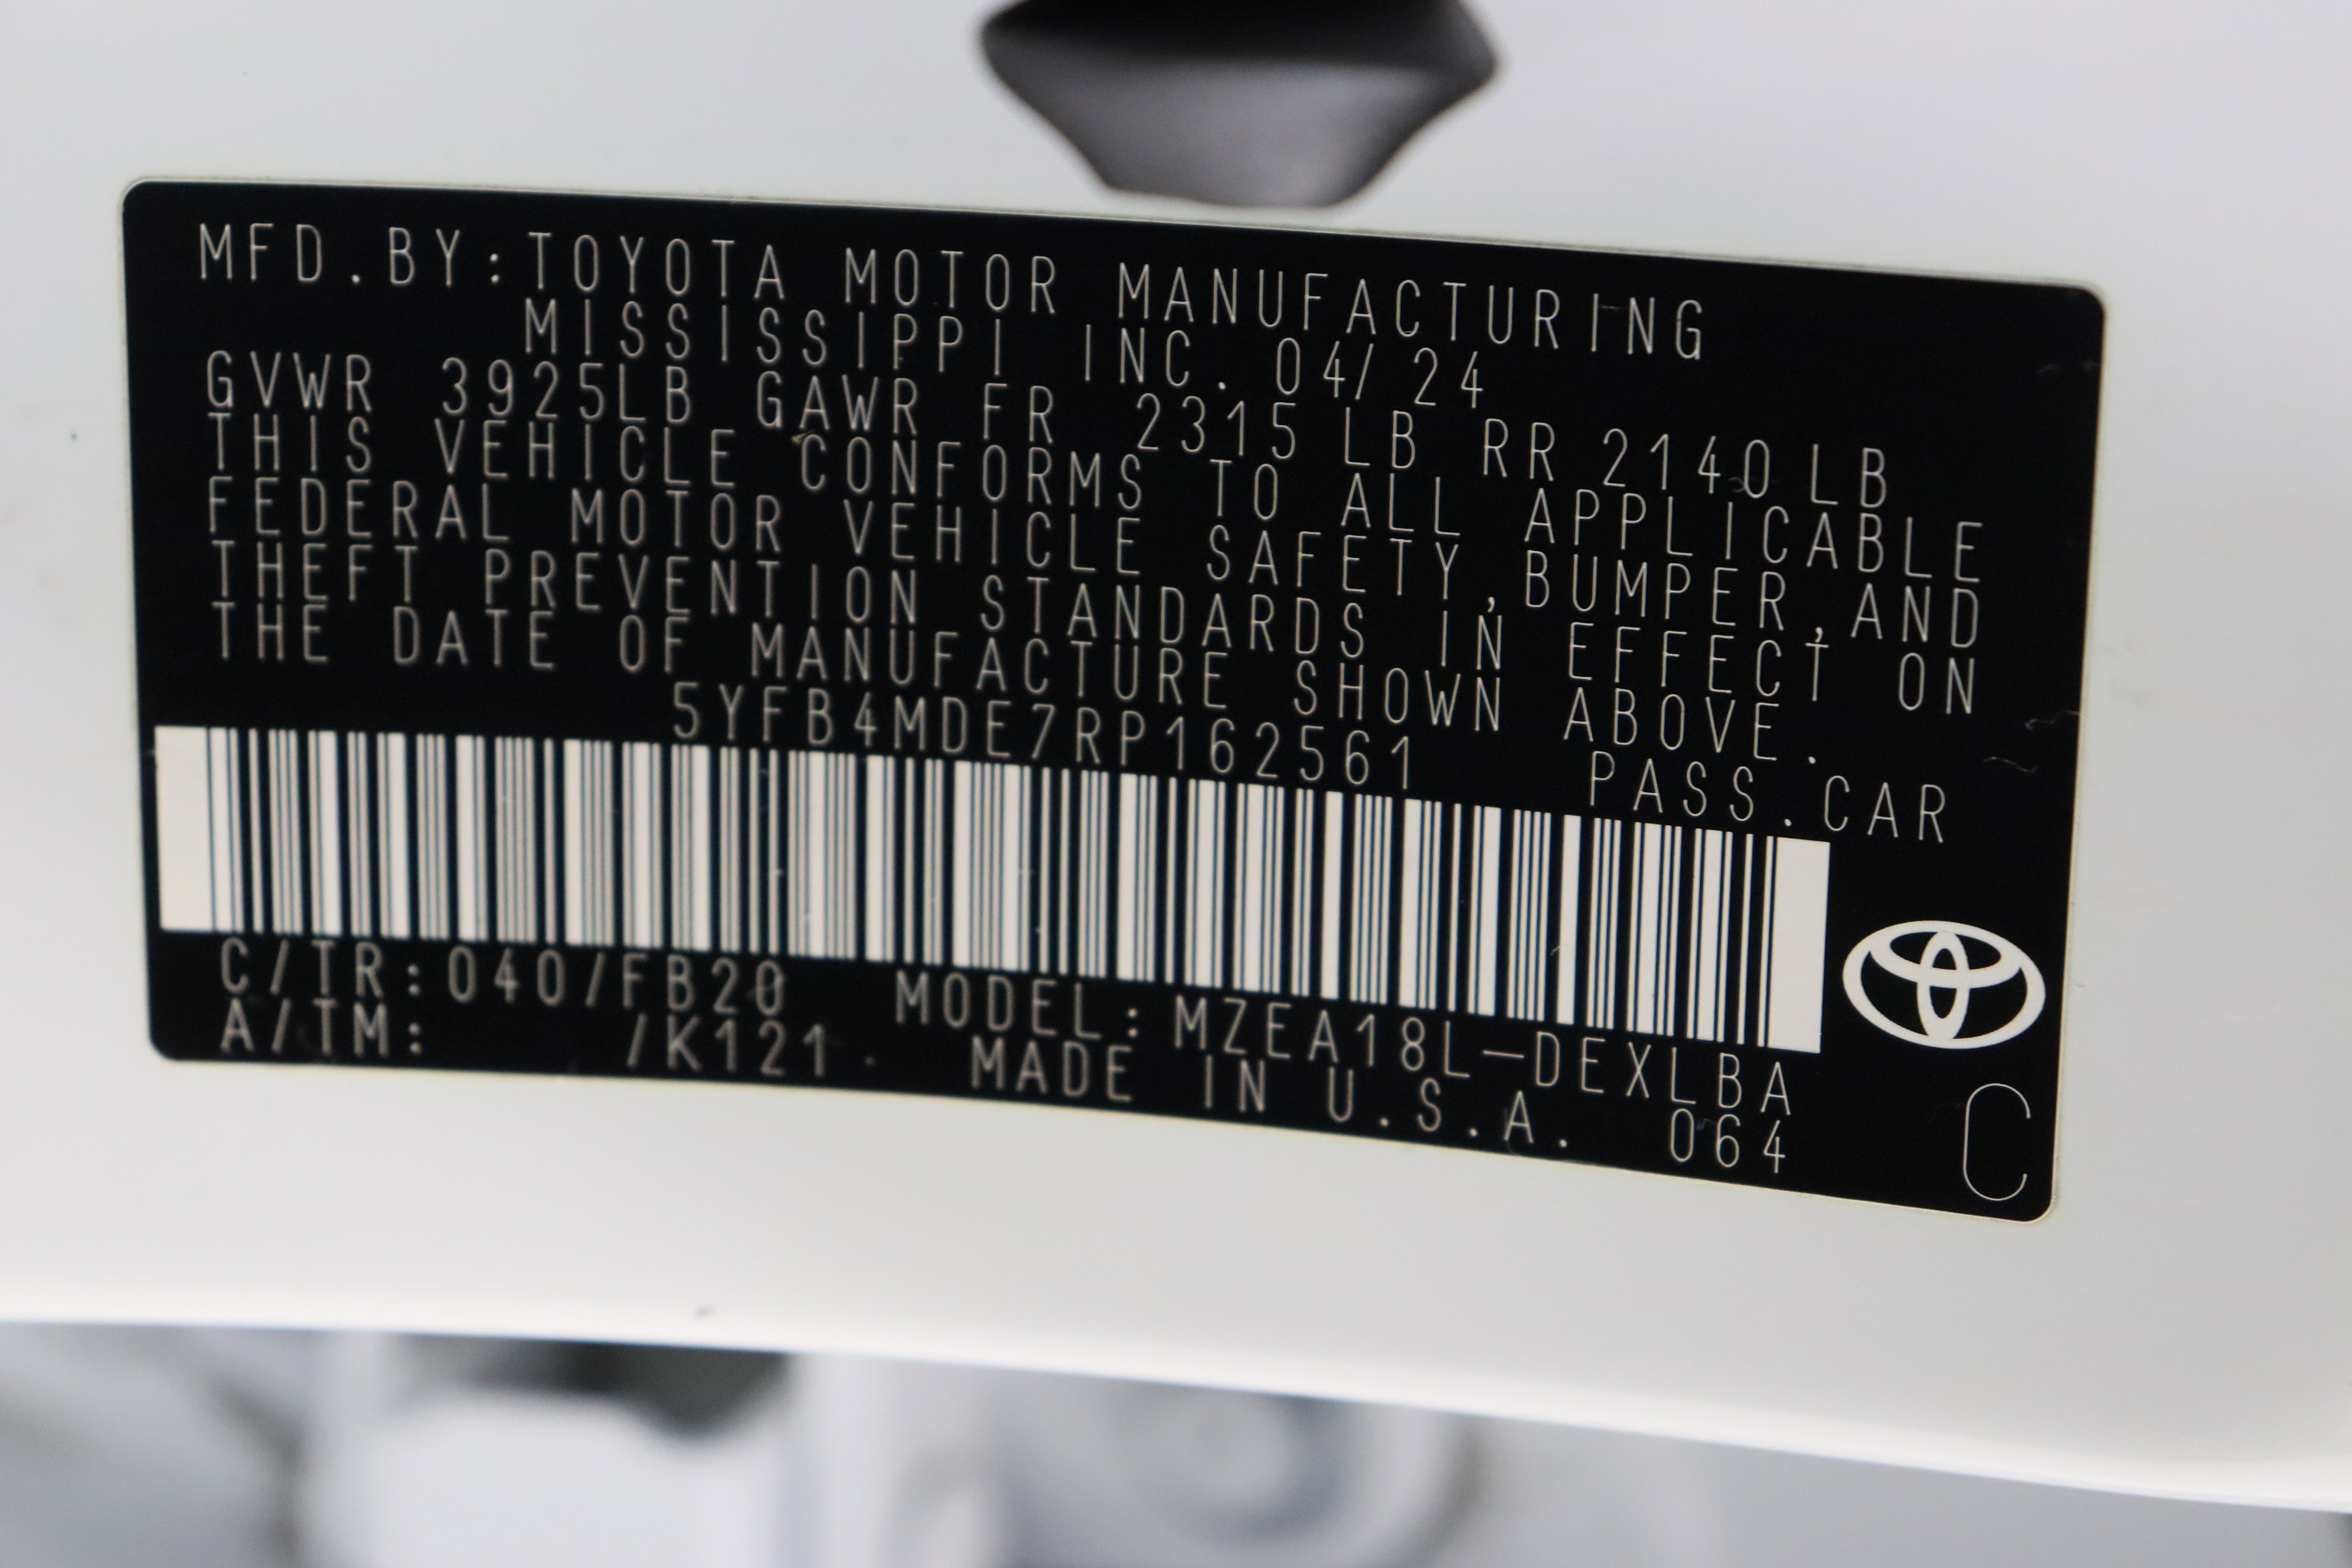 MFD.BY:TOYOTA MOTOR MANUFACTURING
MISSISSIPPI INC. 04/24
GVWR 3925LB GAWR FR 2315 LB RR 2140LB
THIS VEHICLE CONFORMS TO ALL APPLICABLE
FEDERAL MOTOR VEHICLE SAFETY,BUMPER,AND
THEFT PREVENTION STANDARDS IN EFFECT ON
THE DATE OF MANUFACTURE SHOWN ABOVE.
5YFB4MDE7RP162561 PASS.CAR
C/TR:040/FB20 MODEL:MZEA18L-DEXLBA
A/TM: /K121 MADE IN U.S.A. 064
C